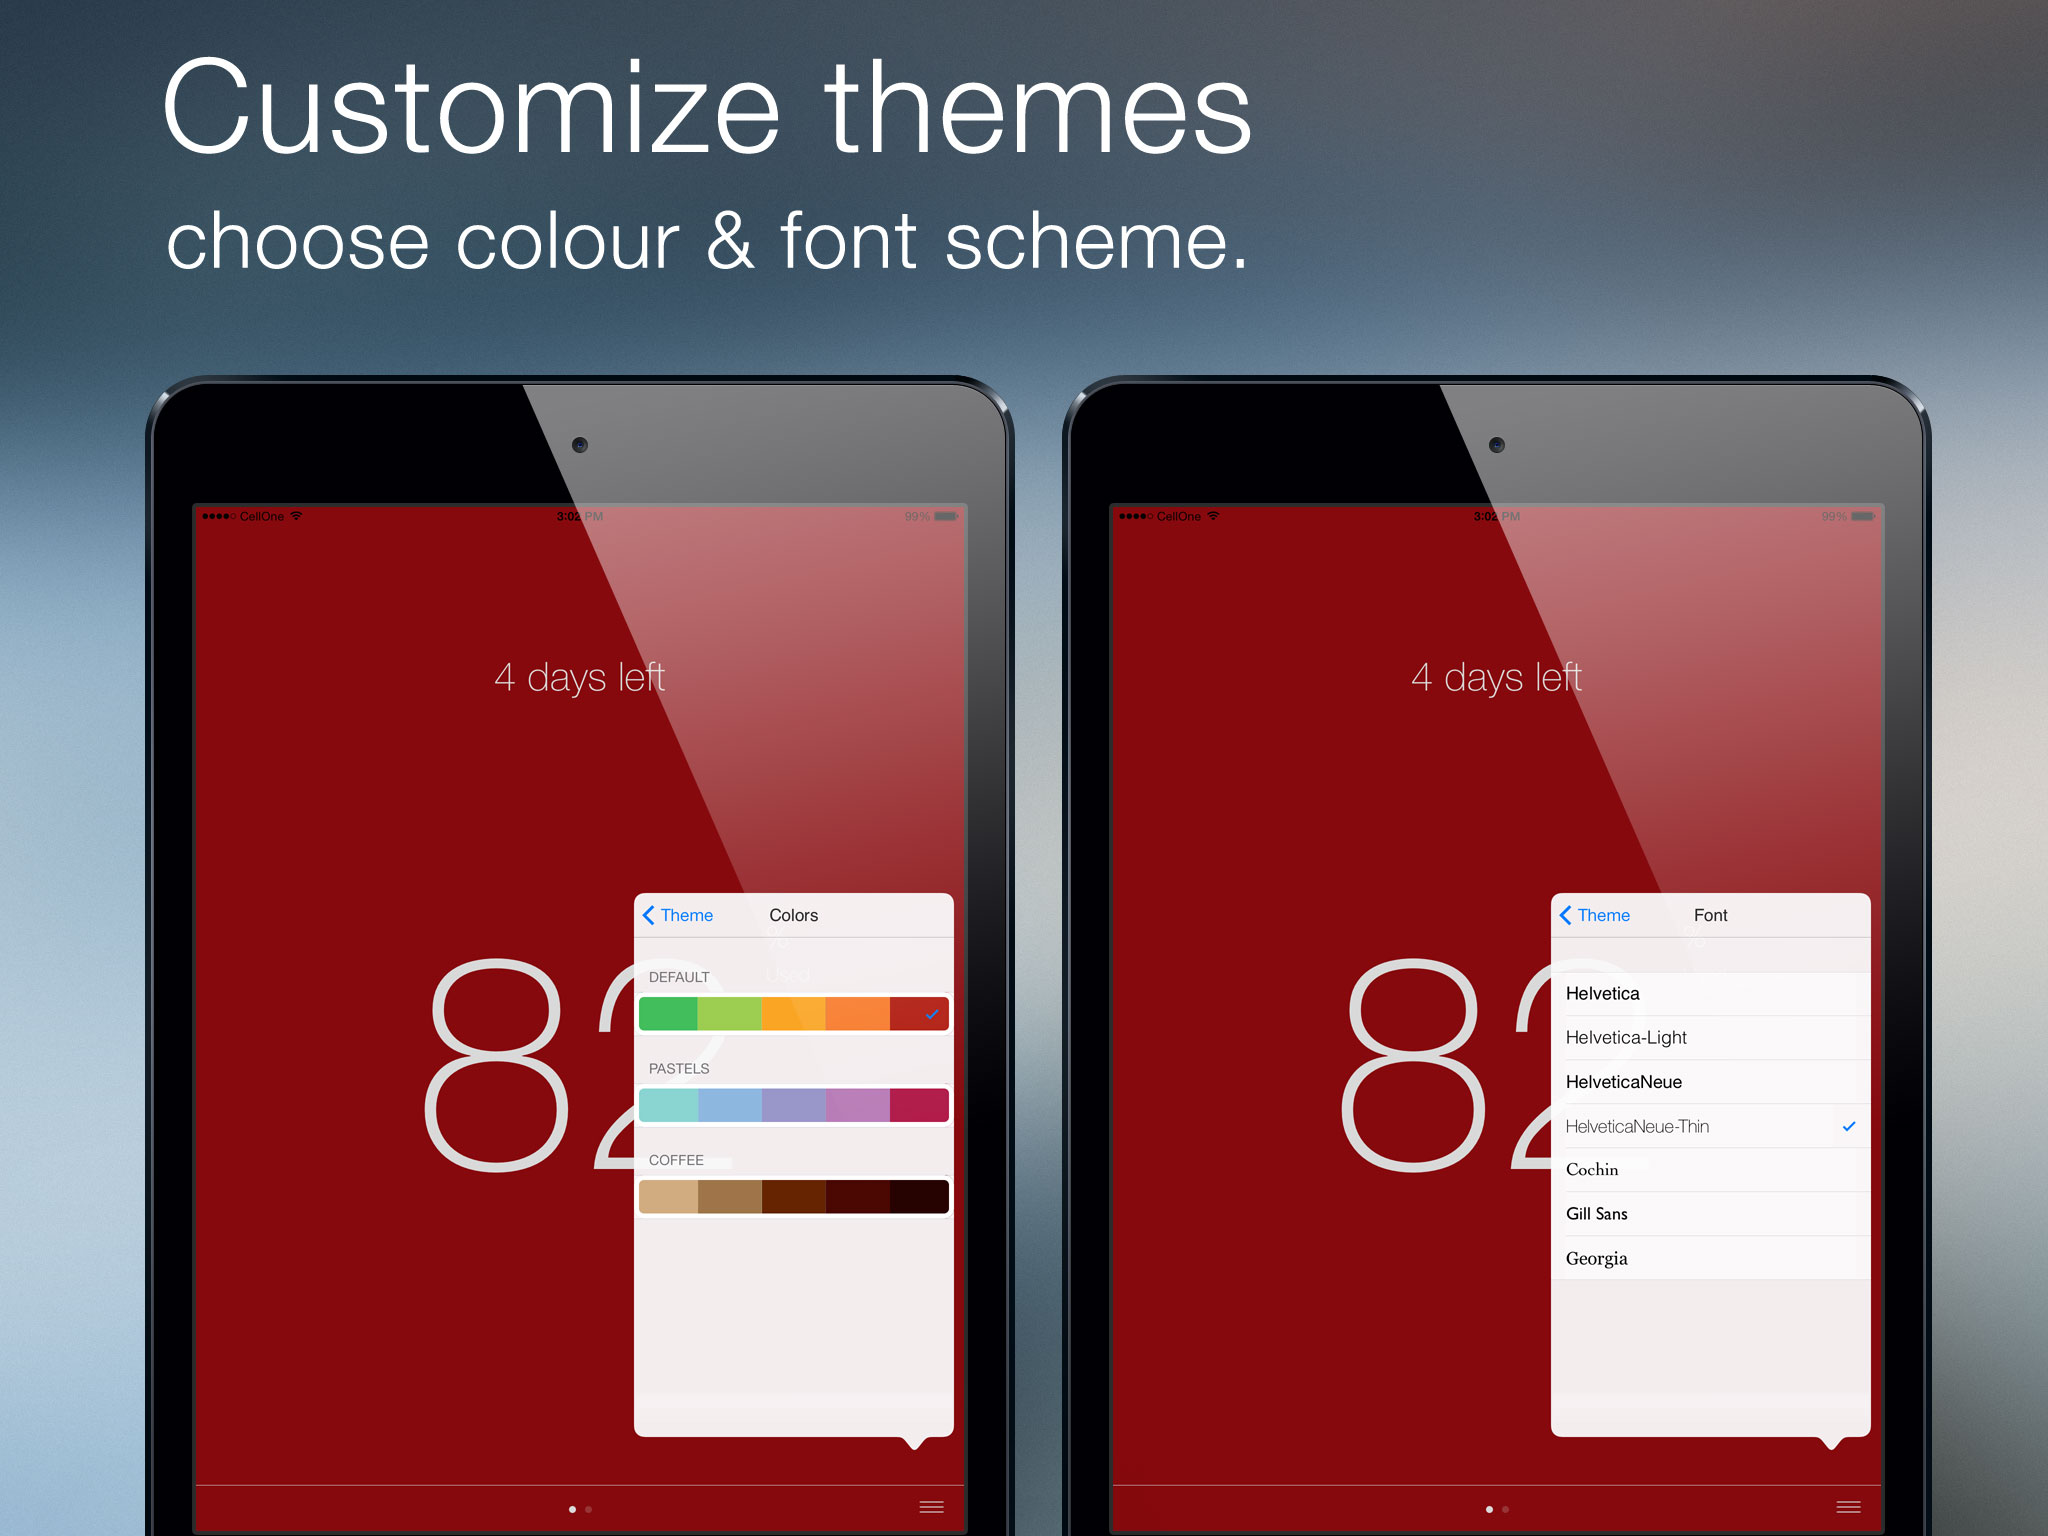 Customize themes
choose colour & font scheme.
CellOne
3:02 PM
99%
4 days left
82
%
Used
Theme
Colors
DEFAULT
PASTELS
COFFEE
CellOne
3:02 PM
99%
4 days left
82
%
Theme
Font
Helvetica
Helvetica-Light
HelveticaNeue
HelveticaNeue-Thin
Cochin
Gill Sans
Georgia